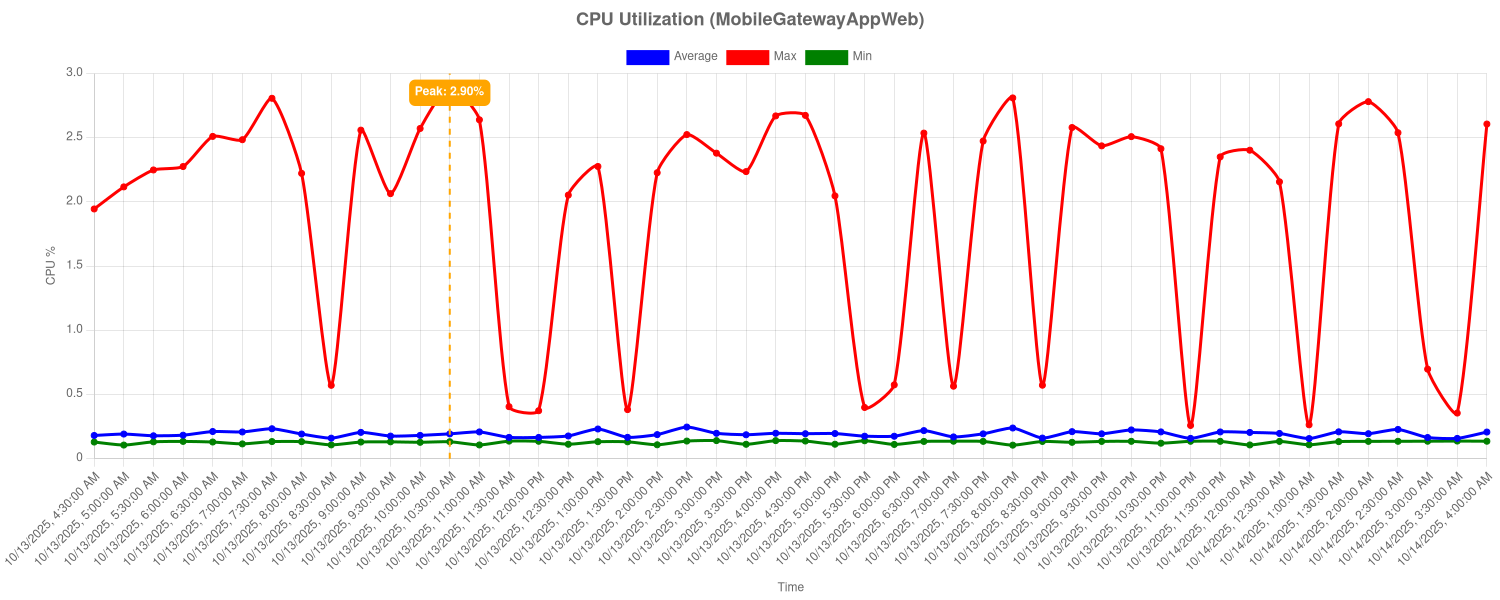 CPU Utilization (MobileGatewayAppWeb)
Average
Max
Min
3.0
Peak: 2.90%
2.5
2.0
1.5
1.0
0.5
0
CPU %
10/13/2025, 4:30:00 AM
10/13/2025, 5:00:00 AM
10/13/2025, 5:30:00 AM
10/13/2025, 6:00:00 AM
10/13/2025, 6:30:00 AM
10/13/2025, 7:00:00 AM
10/13/2025, 7:30:00 AM
10/13/2025, 8:00:00 AM
10/13/2025, 8:30:00 AM
10/13/2025, 9:00:00 AM
10/13/2025, 9:30:00 AM
10/13/2025, 10:00:00 AM
10/13/2025, 10:30:00 AM
10/13/2025, 11:00:00 AM
10/13/2025, 11:30:00 AM
10/13/2025, 12:00:00 PM
10/13/2025, 12:30:00 PM
10/13/2025, 1:00:00 PM
10/13/2025, 1:30:00 PM
10/13/2025, 2:00:00 PM
10/13/2025, 2:30:00 PM
10/13/2025, 3:00:00 PM
10/13/2025, 3:30:00 PM
10/13/2025, 4:00:00 PM
10/13/2025, 4:30:00 PM
10/13/2025, 5:00:00 PM
10/13/2025, 5:30:00 PM
10/13/2025, 6:00:00 PM
10/13/2025, 6:30:00 PM
10/13/2025, 7:00:00 PM
10/13/2025, 7:30:00 PM
10/13/2025, 8:00:00 PM
10/13/2025, 8:30:00 PM
10/13/2025, 9:00:00 PM
10/13/2025, 9:30:00 PM
10/13/2025, 10:00:00 PM
10/13/2025, 10:30:00 PM
10/13/2025, 11:00:00 PM
10/13/2025, 11:30:00 PM
10/14/2025, 12:00:00 AM
10/14/2025, 12:30:00 AM
10/14/2025, 1:00:00 AM
10/14/2025, 1:30:00 AM
10/14/2025, 2:00:00 AM
10/14/2025, 2:30:00 AM
10/14/2025, 3:00:00 AM
10/14/2025, 3:30:00 AM
10/14/2025, 4:00:00 AM
Time